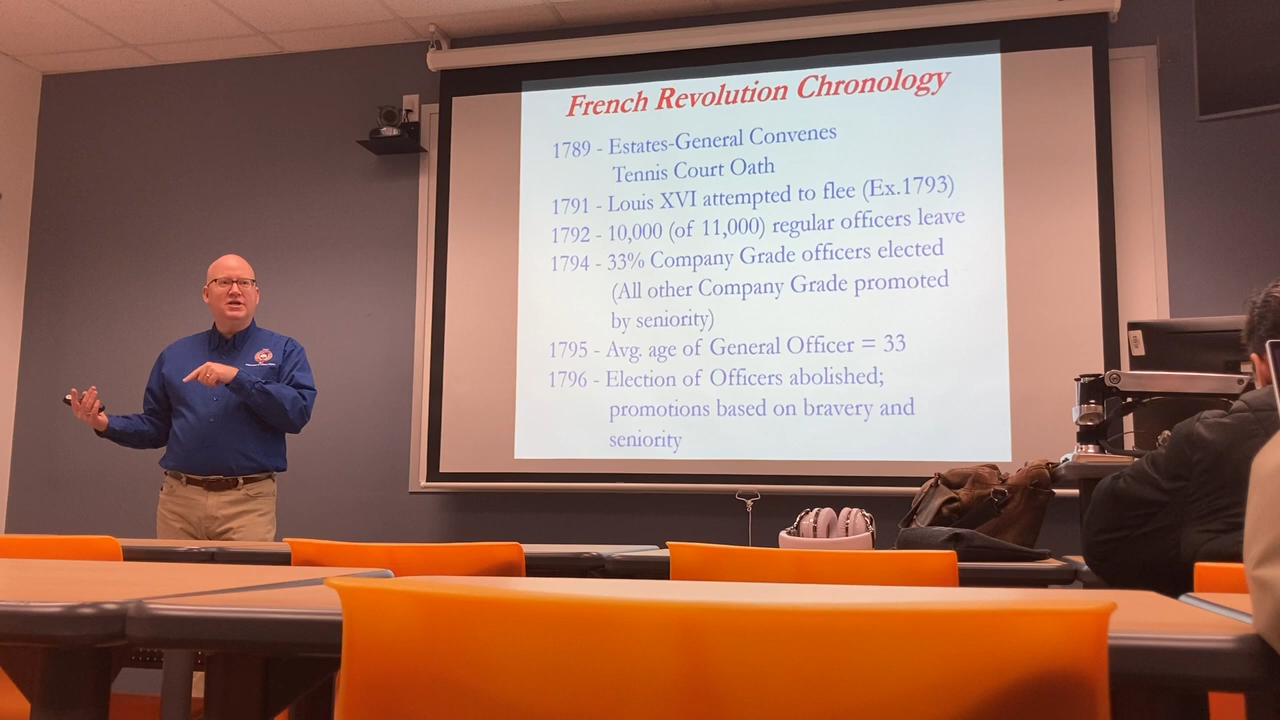 French Revolution Chronology
1789 - Estates-General Convenes
Tennis Court Oath
1791 - Louis XVI attempted to flee (Ex.1793)
1792 - 10,000 (of 11,000) regular officers leave
1794 - 33% Company Grade officers elected
(All other Company Grade promoted
by seniority)
1795 - Avg. age of General Officer = 33
1796 - Election of Officers abolished;
promotions based on bravery and
seniority